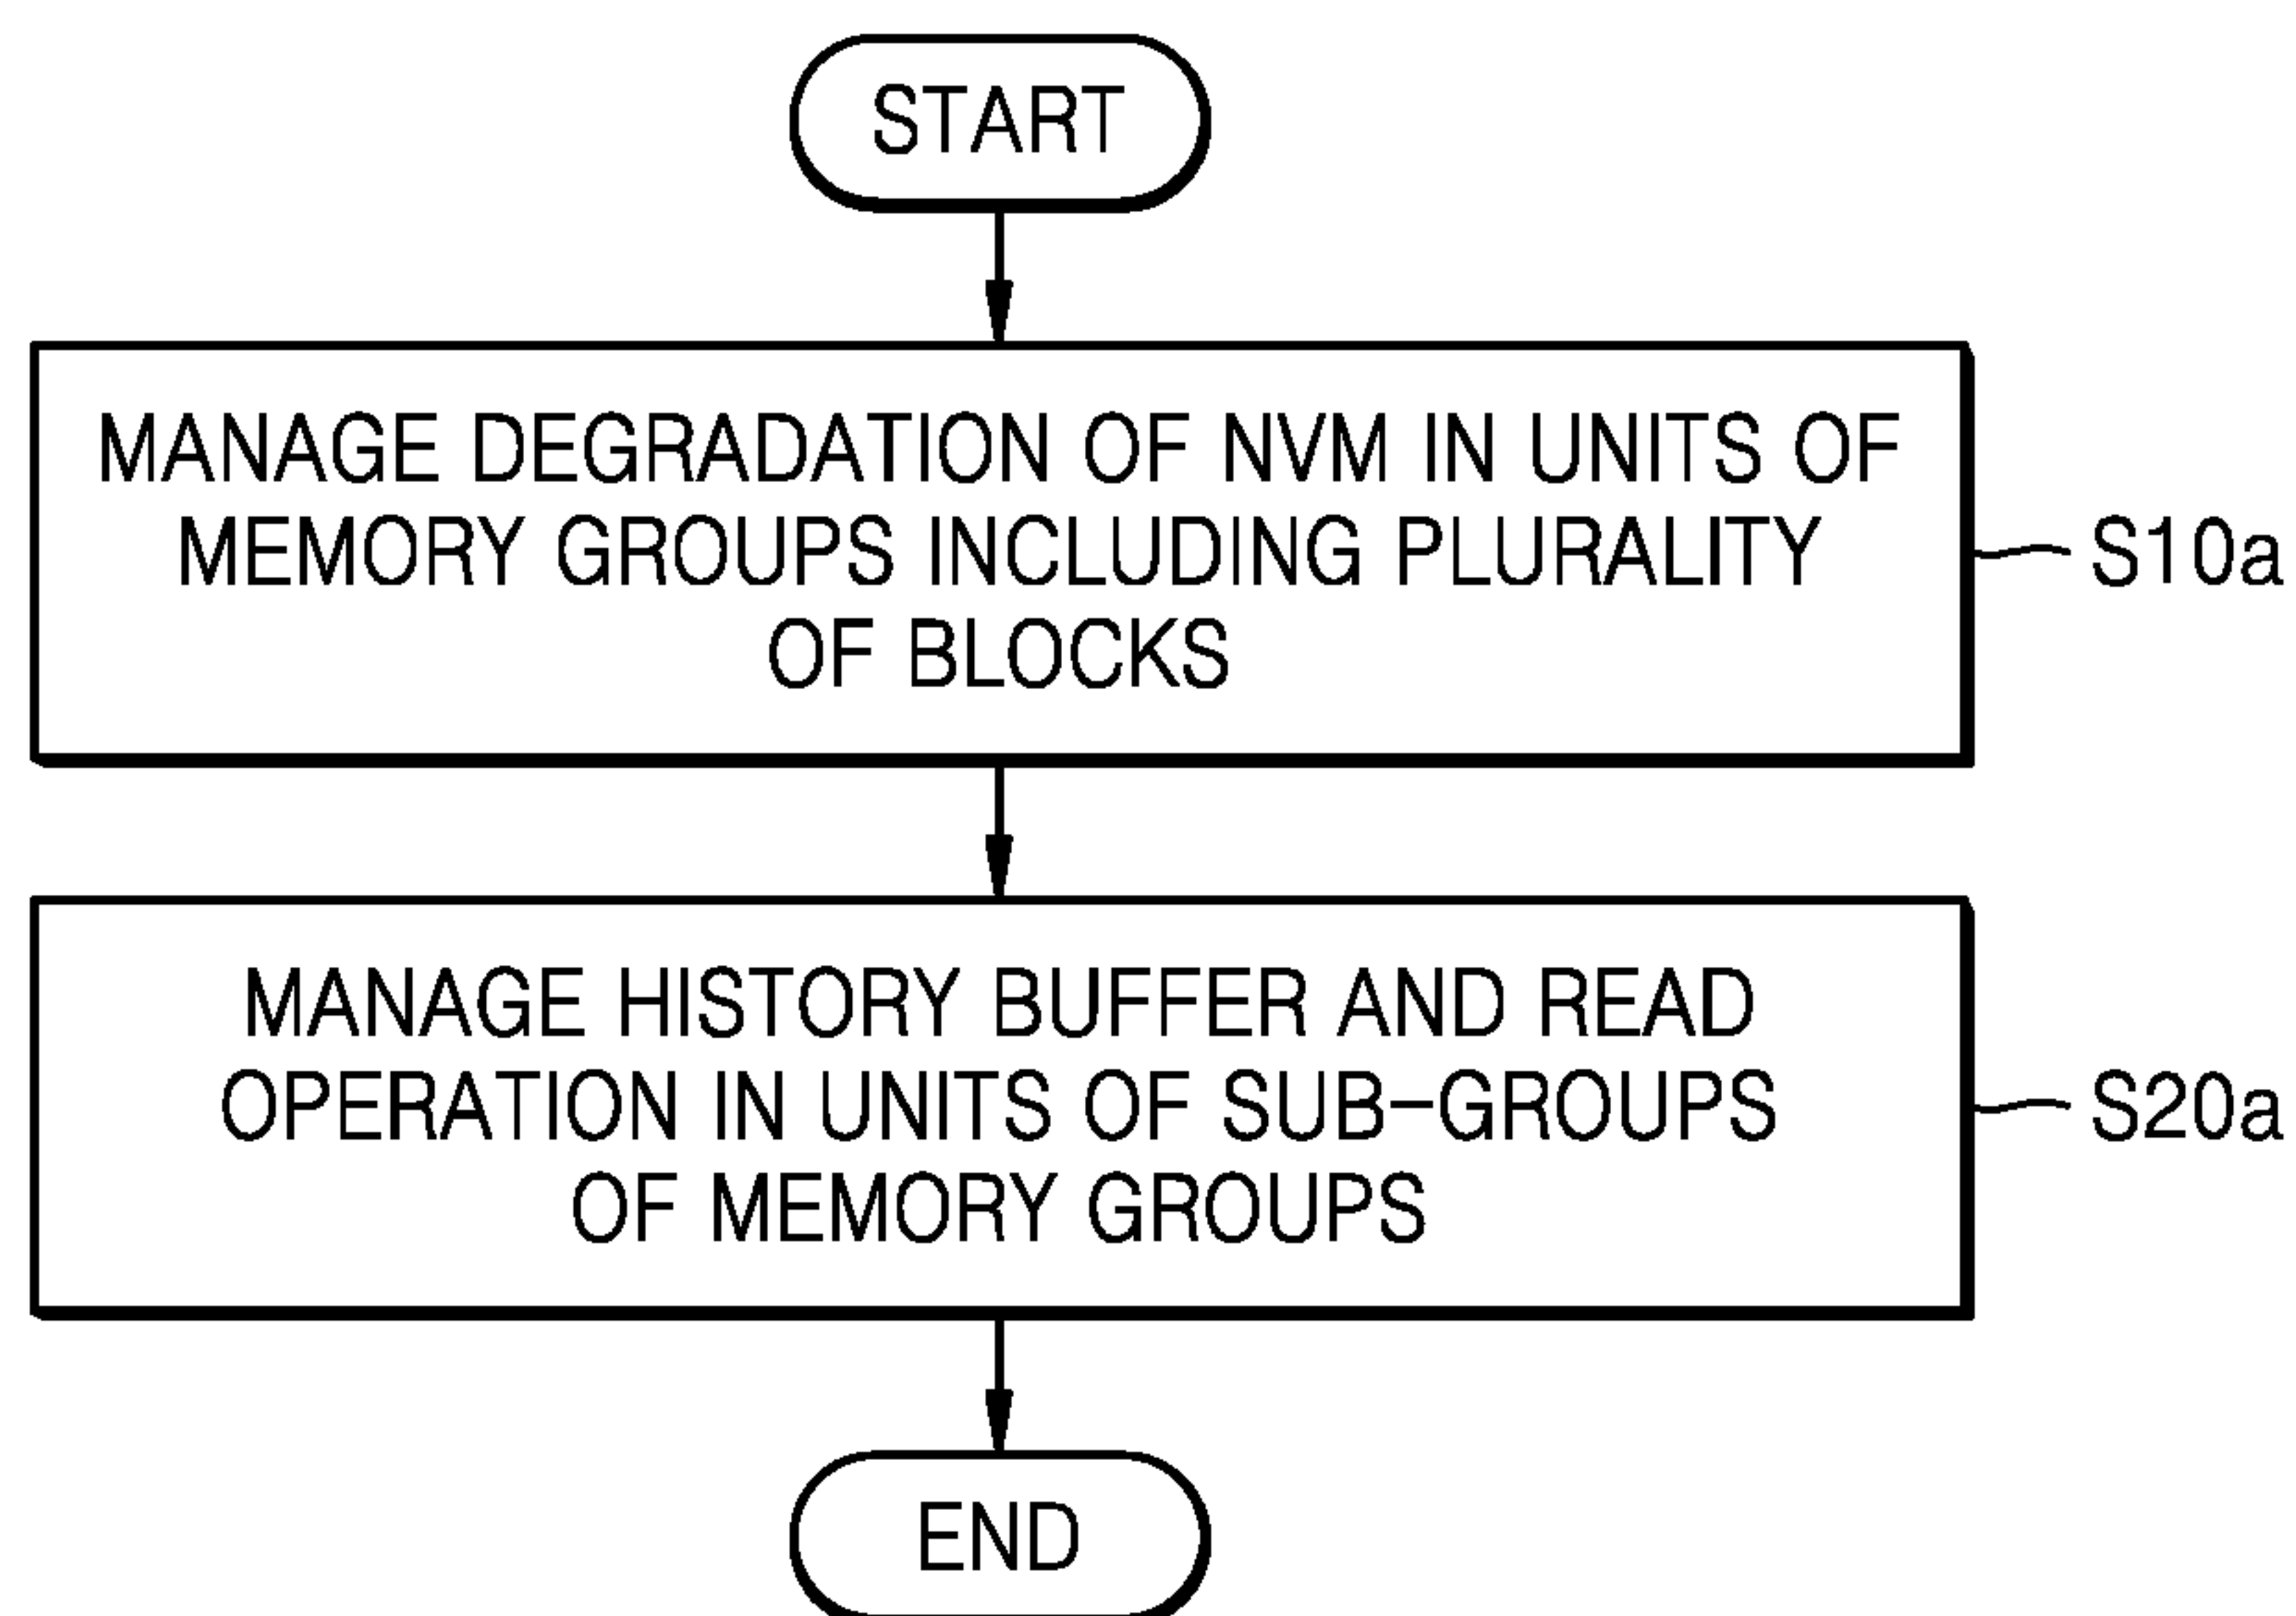 START
MANAGE DEGRADATION OF NVM IN UNITS OF
MEMORY GROUPS INCLUDING PLURALITY
OF BLOCKS
S10a
MANAGE HISTORY BUFFER AND READ
OPERATION IN UNITS OF SUB-GROUPS
OF MEMORY GROUPS
S20a
END